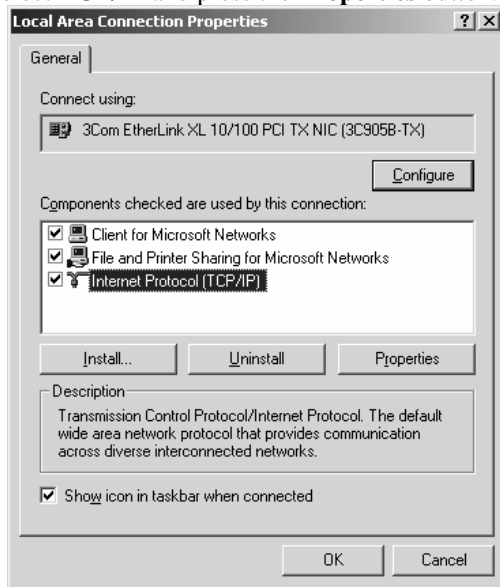 Local Area Connection Properties
General
Connect using:
3Com EtherLink XL 10/100 PCI TX NIC (3C905B-TX)
Configure
Components checked are used by this connection:
Client for Microsoft Networks
File and Printer Sharing for Microsoft Networks
Internet Protocol (TCP/IP)
Install... Uninstall Properties
Description
Transmission Control Protocol/Internet Protocol. The default
wide area network protocol that provides communication
across diverse interconnected networks.
Show icon in taskbar when connected
OK Cancel